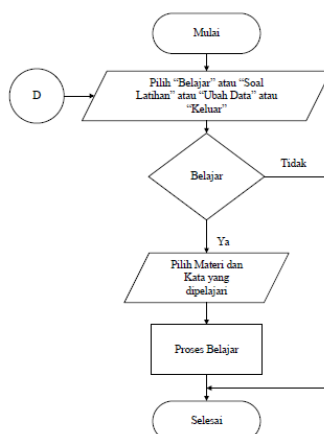 Mulai
D
Pilih “Belajar” atau “Soal
Latihan” atau “Ubah Data” atau
“Keluar”
Belajar
Tidak
Ya
Pilih Materi dan
Kata yang
dipelajari
Proses Belajar
Selesai